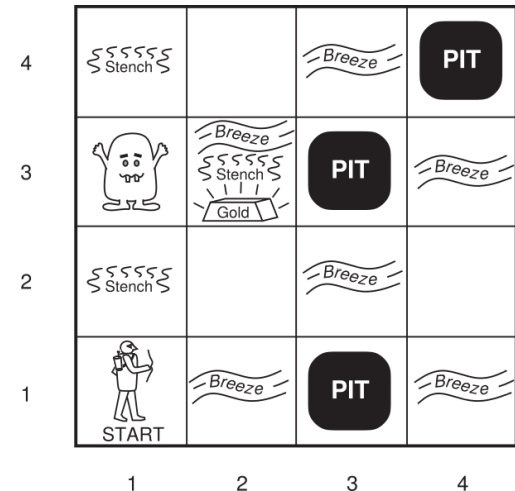 4
Stench
Breeze
PIT
3
Breeze
Stench
Gold
PIT
Breeze
2
Stench
Breeze
1
START
Breeze
PIT
Breeze
1 2 3 4